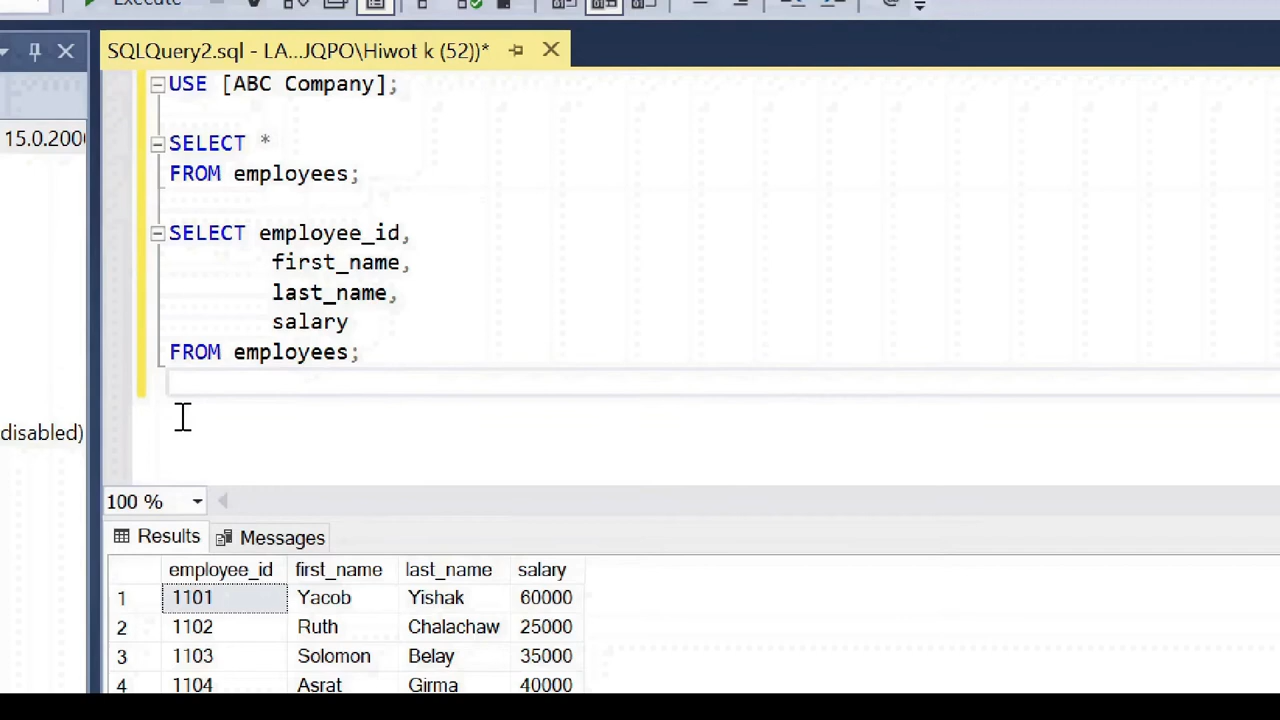 Execute
SQLQuery2.sql - LA...JQPO\Hiwot k (52))*
USE [ABC Company];
15.0.200
SELECT *
FROM employees;
SELECT employee_id,
first_name,
last_name,
salary
FROM employees;
disabled)
100 %
Results Messages
employee_id first_name last_name salary
1 1101 Yacob Yishak 60000
2 1102 Ruth Chalachaw 25000
3 1103 Solomon Belay 35000
4 1104 Asrat Girma 40000